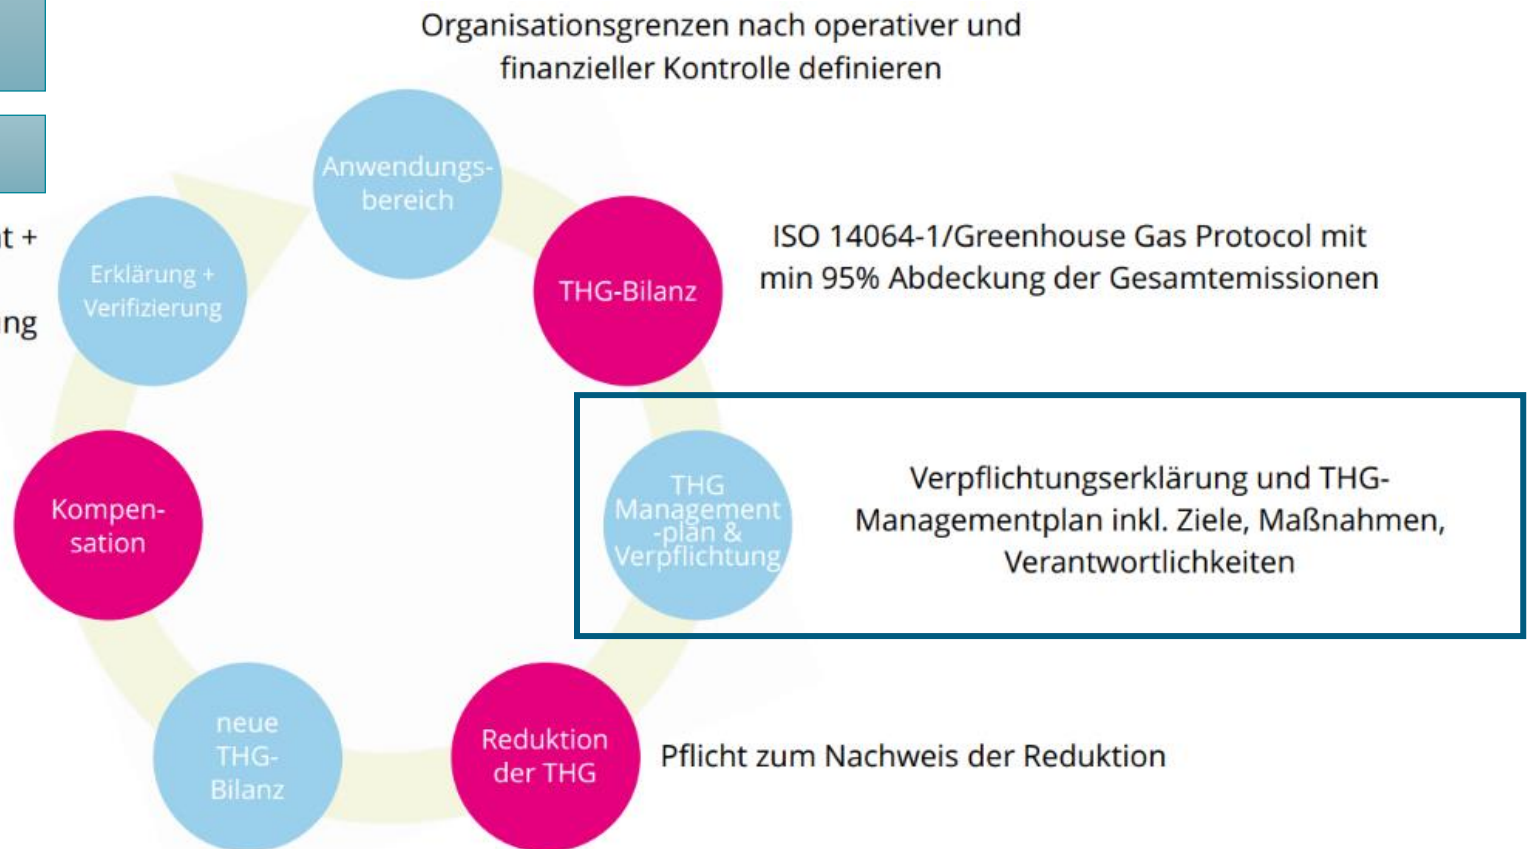 Organisationsgrenzen nach operativer und
finanzieller Kontrolle definieren
Anwendungs-
bereich
THG-Bilanz
ISO 14064-1/Greenhouse Gas Protocol mit
min 95% Abdeckung der Gesamtemissionen
THG
Management
-plan &
Verpflichtung
Verpflichtungserklärung und THG-
Managementplan inkl. Ziele, Maßnahmen,
Verantwortlichkeiten
Reduktion
der THG
Pflicht zum Nachweis der Reduktion
neue
THG-
Bilanz
Kompen-
sation
Erklärung +
Verifizierung
+